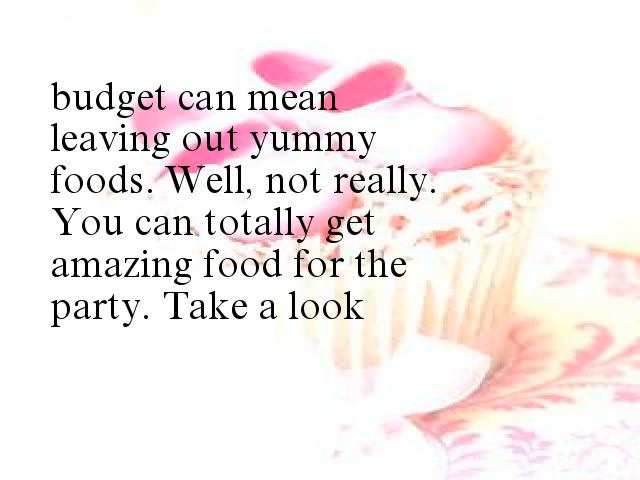 budget can mean
leaving out yummy
foods. Well, not really.
You can totally get
amazing food for the
party. Take a look